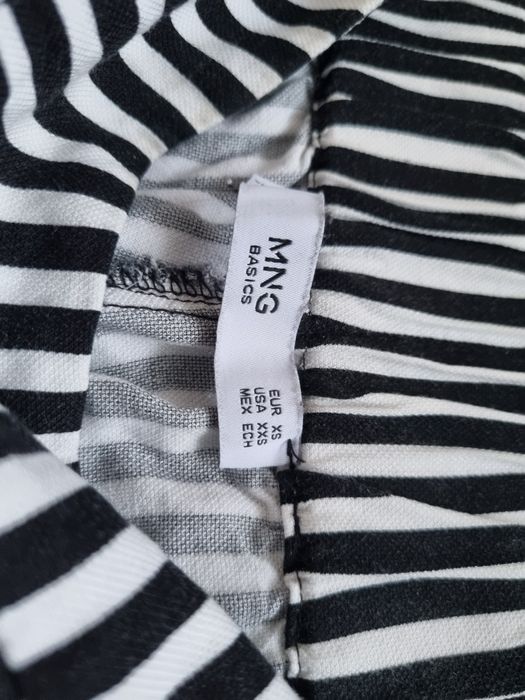 MNG
BASICS
EUR XS
USA XXS
MEX ECH